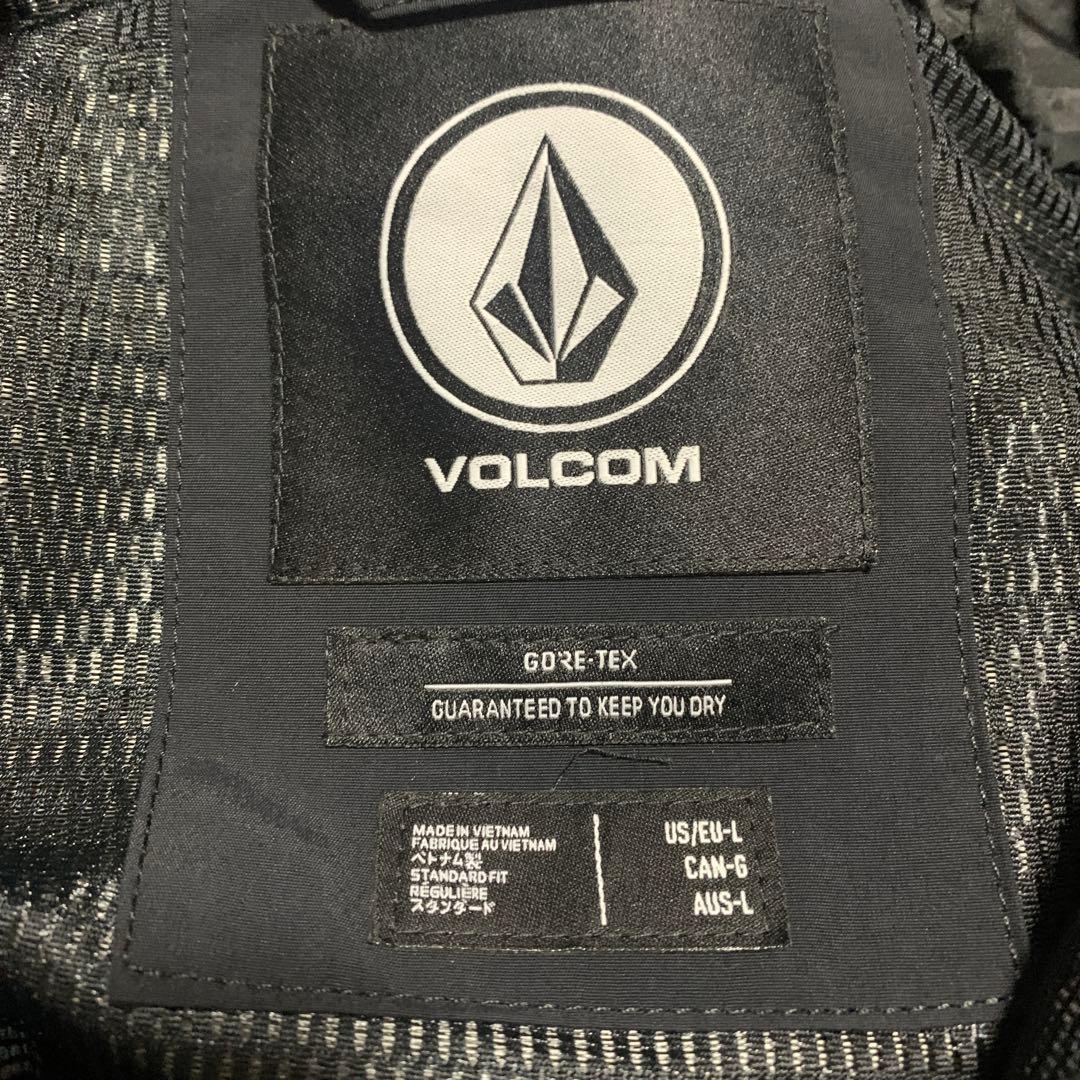 VOLCOM
GORE-TEX
GUARANTEED TO KEEP YOU DRY
MADE IN VIETNAM
FABRIQUE AU VIETNAM
ベトナム製
STANDARD FIT
RÉGULIÈRE
スタンダード
US/EU-L
CAN-G
AUS-L